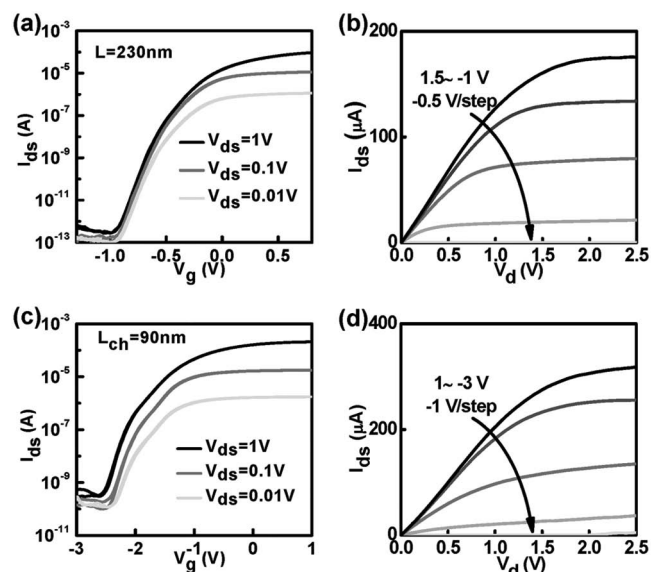 (a)
L=230nm
I_ds (A)
10^-3
10^-5
10^-7
10^-9
10^-11
10^-13
V_ds=1V
V_ds=0.1V
V_ds=0.01V
-1.0 -0.5 0.0 0.5
V_g (V)
(b)
1.5~ -1 V
-0.5 V/step
I_ds (μA)
200
100
0
0.0 0.5 1.0 1.5 2.0 2.5
V_d (V)
(c)
L_ch=90nm
I_ds (A)
10^-3
10^-5
10^-7
10^-9
10^-11
V_ds=1V
V_ds=0.1V
V_ds=0.01V
-3 -2 -1 0 1
V_g (V)
(d)
1~ -3 V
-1 V/step
I_ds (μA)
400
200
0
0.0 0.5 1.0 1.5 2.0 2.5
V_d (V)